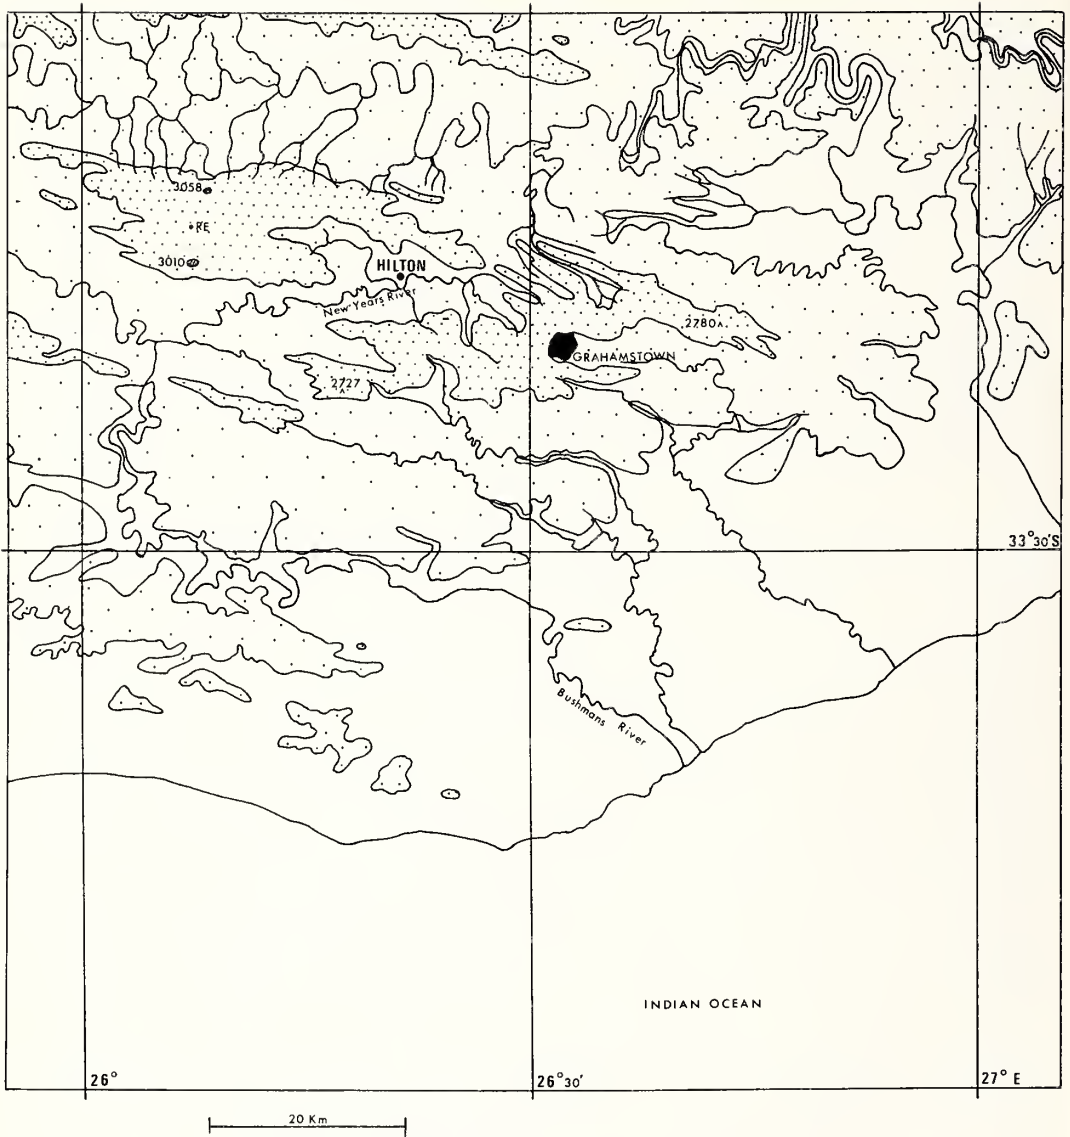 3058
RE
3010
HILTON
New Years River
2780
GRAHAMSTOWN
2727
33°30'S
Bushmans River
INDIAN OCEAN
26°
26°30'
27° E
20 Km